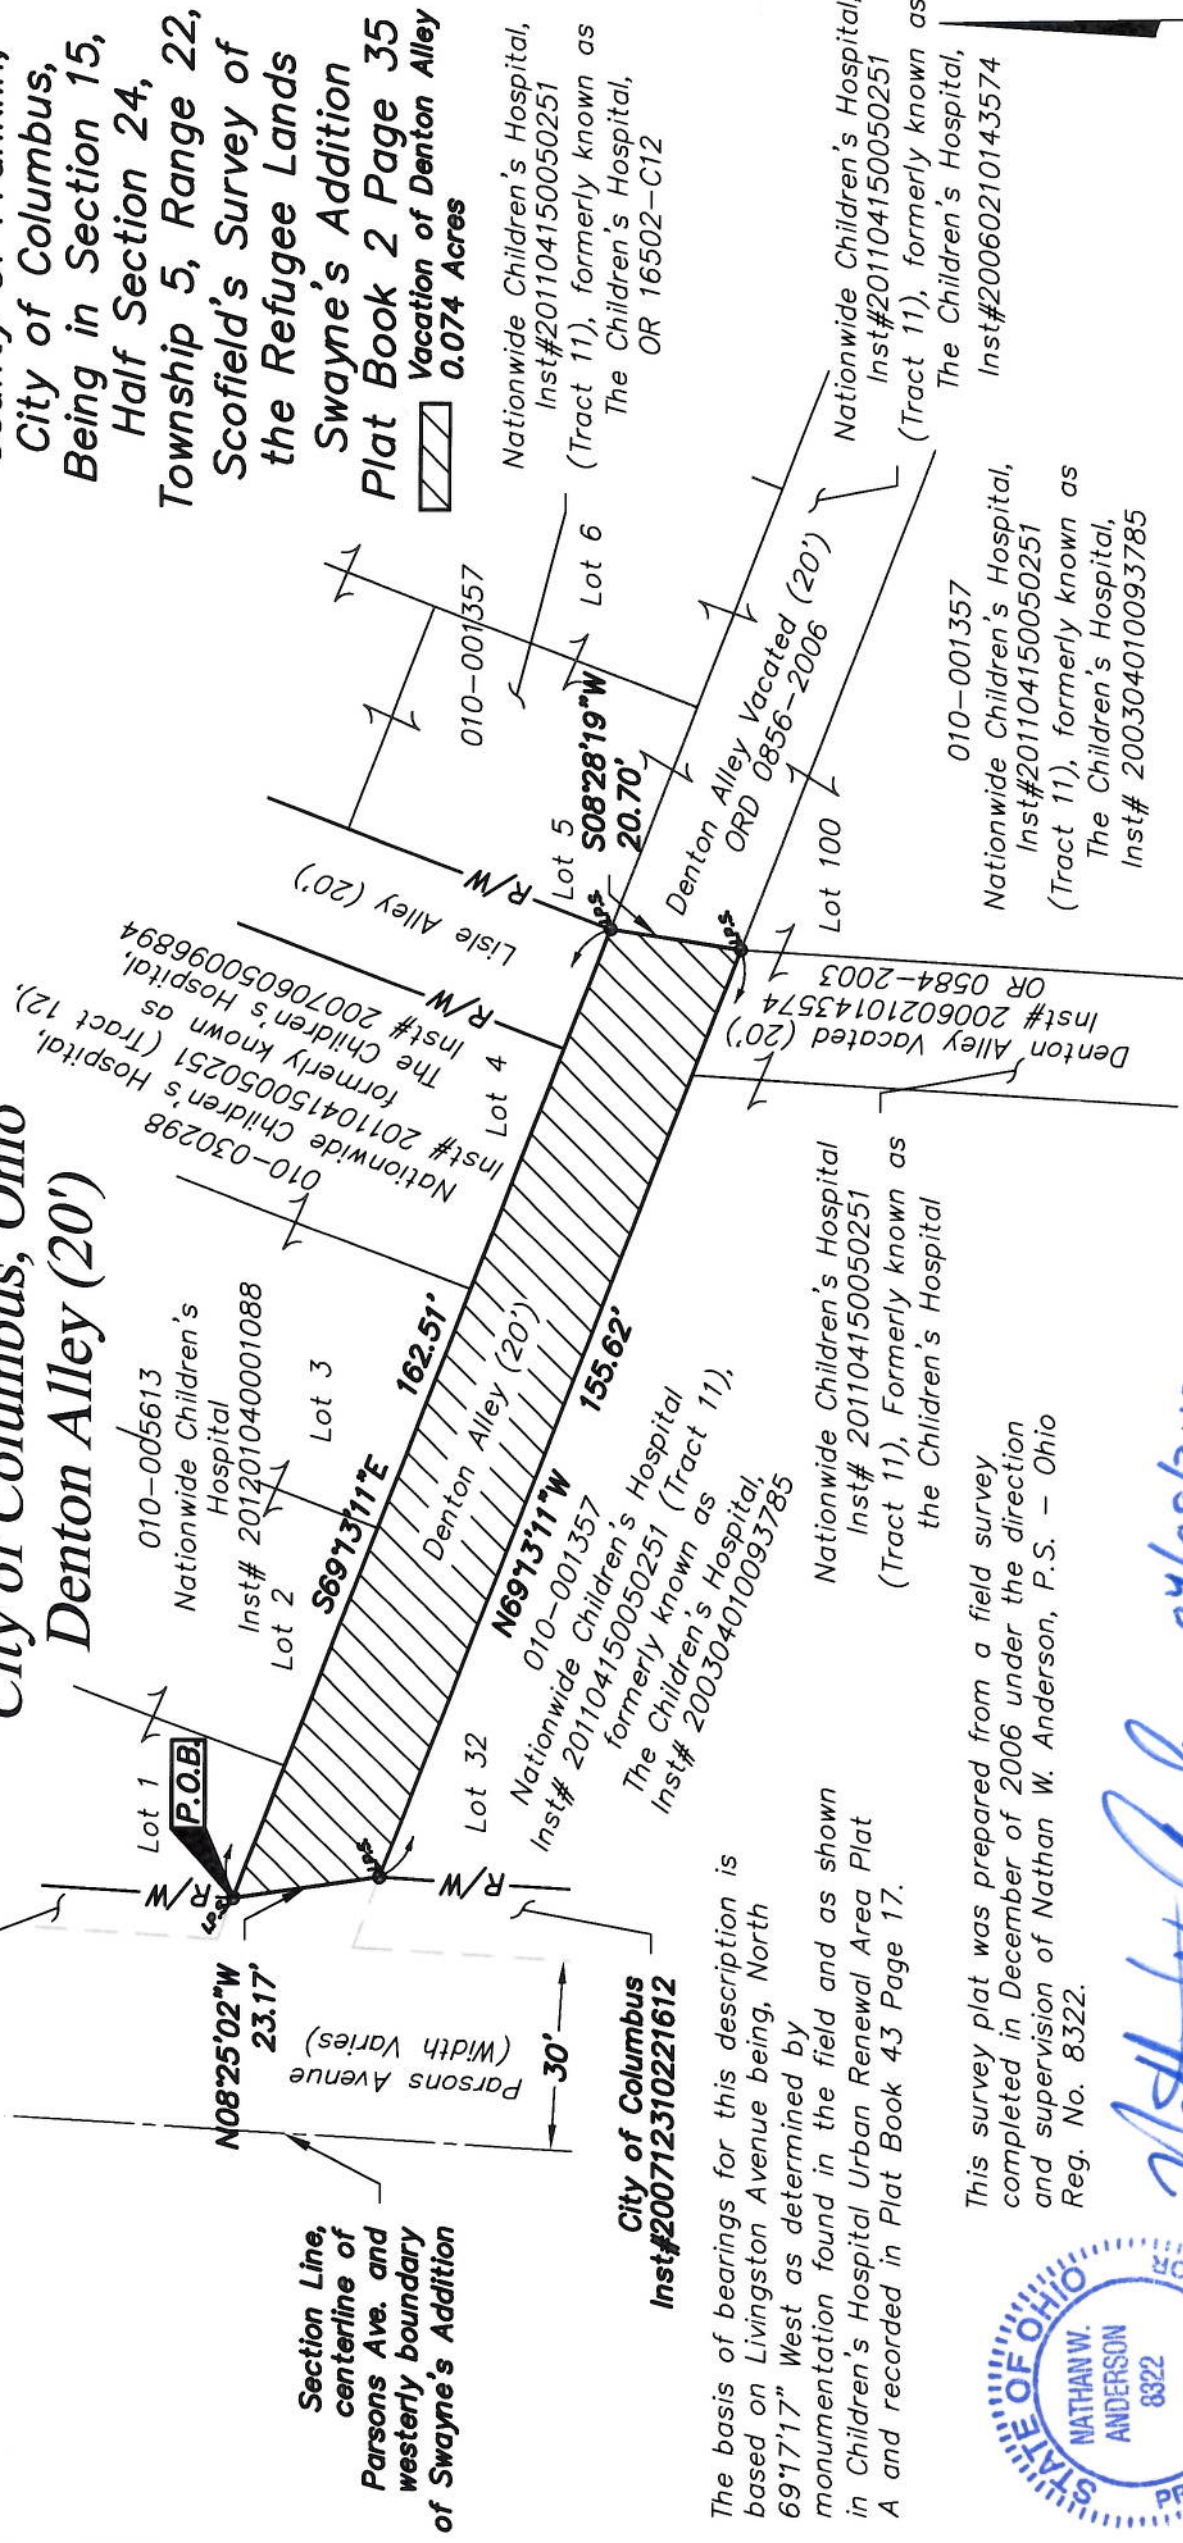 City of Columbus, Ohio
Denton Alley (20')
City of Columbus,
Being in Section 15,
Half Section 24,
Township 5, Range 22,
Scofield's Survey of
the Refugee Lands
Swayne's Addition
Plat Book 2 Page 35
Vacation of Denton Alley
0.074 Acres
Lot 1
P.O.B.
R/W
I.P.S.
010-005613
Nationwide Children's
Hospital
Inst# 201201040001088
Lot 2
Lot 3
S69°13'11"E
162.51'
010-030298
Nationwide Children's Hospital,
Inst# 201104150050251 (Tract 12),
formerly known as
The Children's Hospital,
Inst# 200706050096894
Lot 4
R/W
Lisle Alley (20')
R/W
Lot 5
I.P.S.
S08°28'19"W
20.70'
010-001357
Lot 6
Nationwide Children's Hospital,
Inst#201104150050251
(Tract 11), formerly known as
The Children's Hospital,
OR 16502-C12
Denton Alley Vacated (20')
ORD 0856-2006
Nationwide Children's Hospital,
Inst#201104150050251
(Tract 11), formerly known as
The Children's Hospital,
Inst#200602101043574
Denton Alley (20')
N69°13'11"W
155.62'
I.P.S.
Lot 100
Denton Alley Vacated (20')
Inst# 200602101043574
OR 0584-2003
010-001357
Nationwide Children's Hospital,
Inst#201104150050251
(Tract 11), formerly known as
The Children's Hospital,
Inst# 200304010093785
N08°25'02"W
23.17'
Parsons Avenue
(Width Varies)
30'
I.P.S.
R/W
Lot 32
010-001357
Nationwide Children's Hospital
Inst# 201104150050251 (Tract 11),
formerly known as
The Children's Hospital,
Inst# 200304010093785
Nationwide Children's Hospital
Inst# 201104150050251
(Tract 11), Formerly known as
the Chlidren's Hospital
Section Line,
centerline of
Parsons Ave. and
westerly boundary
of Swayne's Addition
City of Columbus
Inst#200712310221612
The basis of bearings for this description is
based on Livingston Avenue being, North
69°17'17" West as determined by
monumentation found in the field and as shown
in Children's Hospital Urban Renewal Area Plat
A and recorded in Plat Book 43 Page 17.
This survey plat was prepared from a field survey
completed in December of 2006 under the direction
and supervision of Nathan W. Anderson, P.S. – Ohio
Reg. No. 8322.
STATE OF OHIO
NATHAN W.
ANDERSON
8322